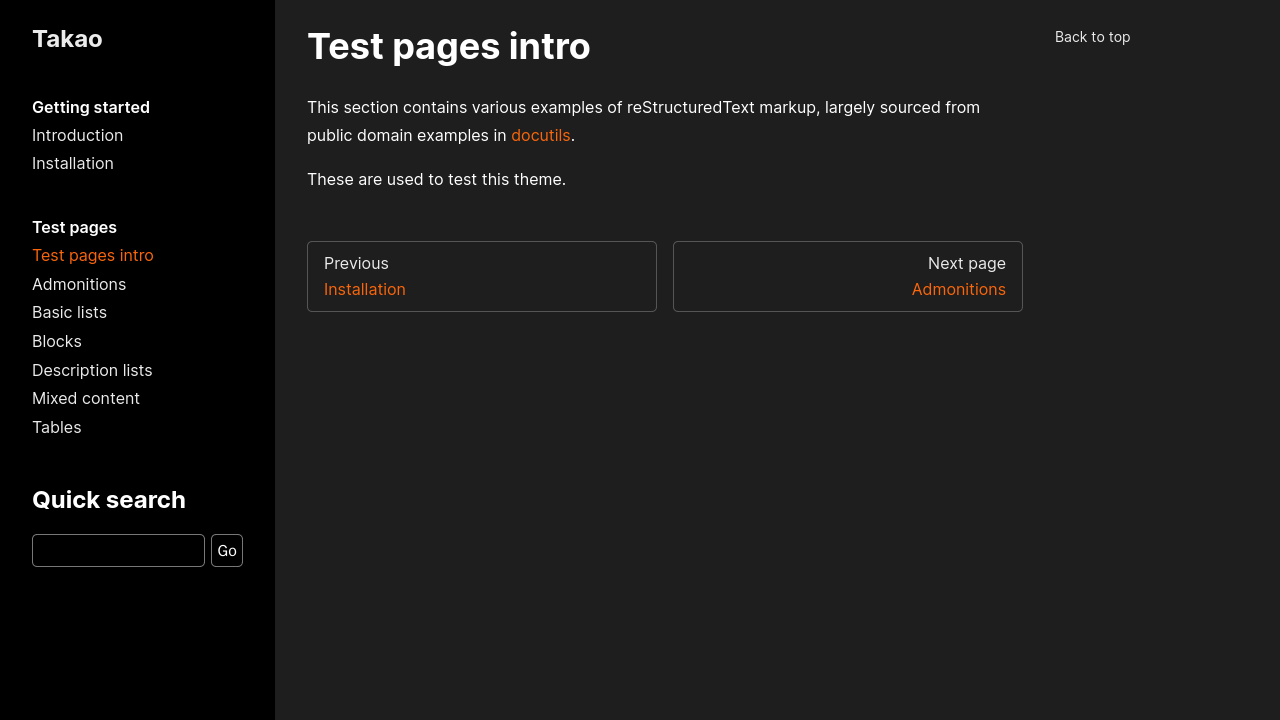 Takao
Getting started
Introduction
Installation
Test pages
Test pages intro
Admonitions
Basic lists
Blocks
Description lists
Mixed content
Tables
Quick search
Go
Test pages intro
This section contains various examples of reStructuredText markup, largely sourced from
public domain examples in docutils.
These are used to test this theme.
Previous
Installation
Next page
Admonitions
Back to top